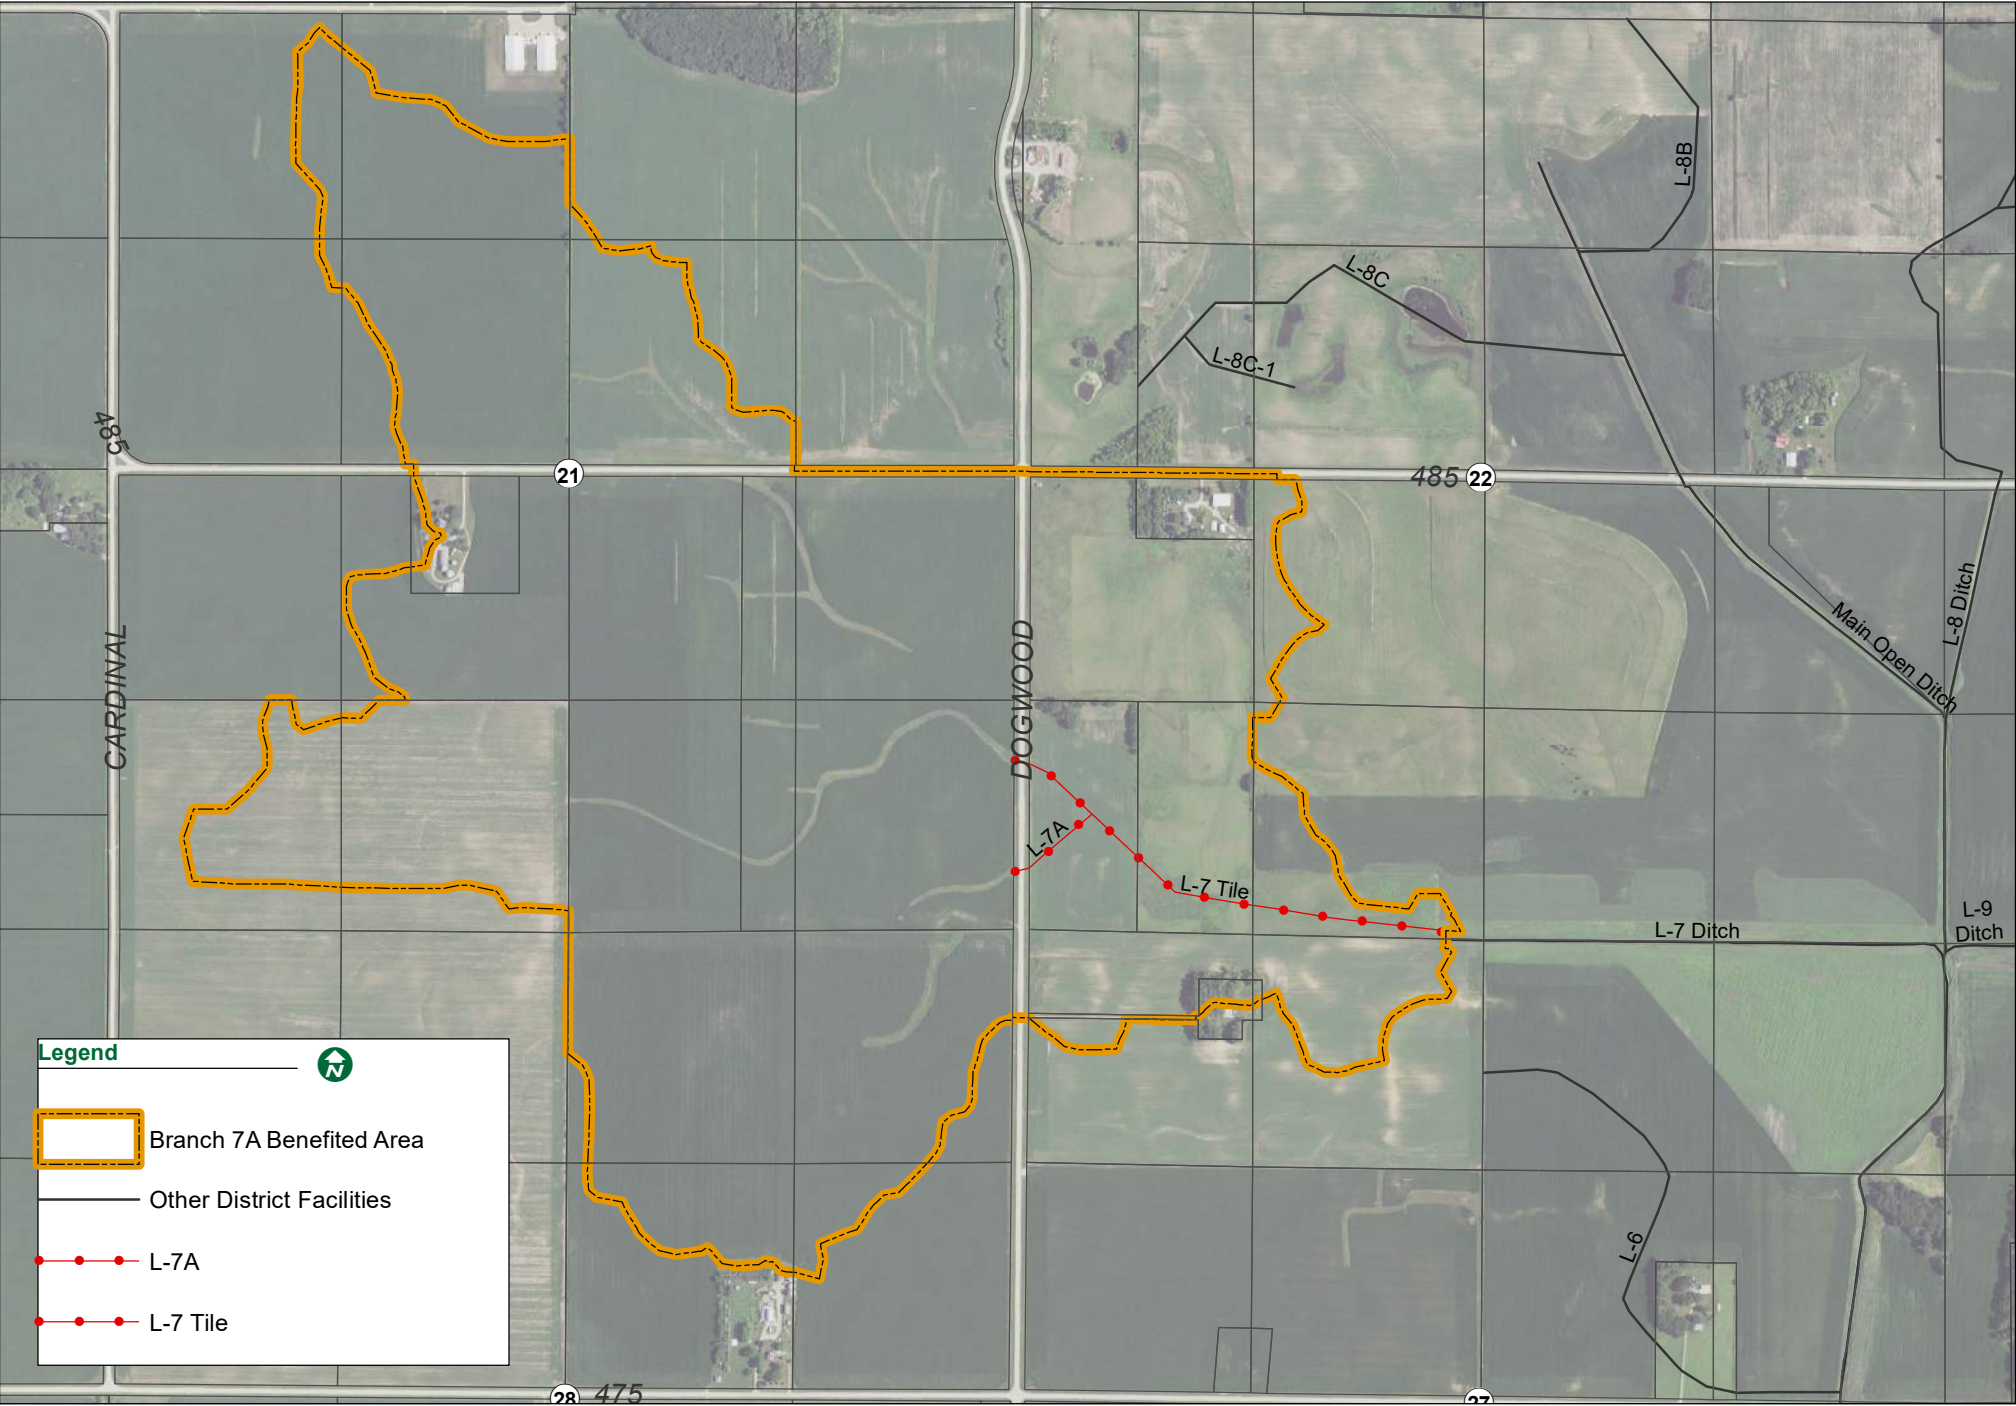 L-8B
L-8C
L-8C-1
485
21
485
22
L-8 Ditch
Main Open Ditch
CARDINAL
DOGWOOD
L-7A
L-7 Tile
L-7 Ditch
L-9
Ditch
Legend
N
Branch 7A Benefited Area
Other District Facilities
L-7A
L-7 Tile
L-6
28
475
27